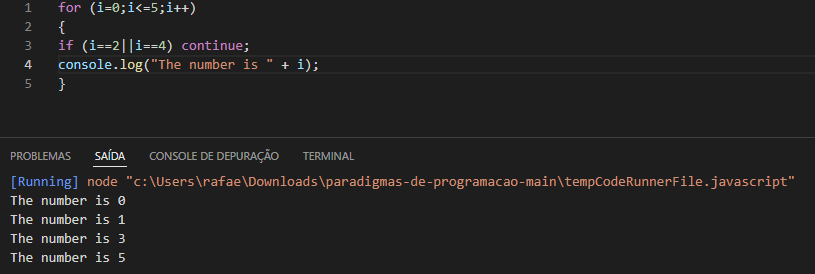 1 for (i=0;i<=5;i++)
2 {
3 if (i==2||i==4) continue;
4 console.log("The number is " + i);
5 }
PROBLEMAS SAÍDA CONSOLE DE DEPURAÇÃO TERMINAL
[Running] node "c:\Users\rafae\Downloads\paradigmas-de-programacao-main\tempCodeRunnerFile.javascript"
The number is 0
The number is 1
The number is 3
The number is 5